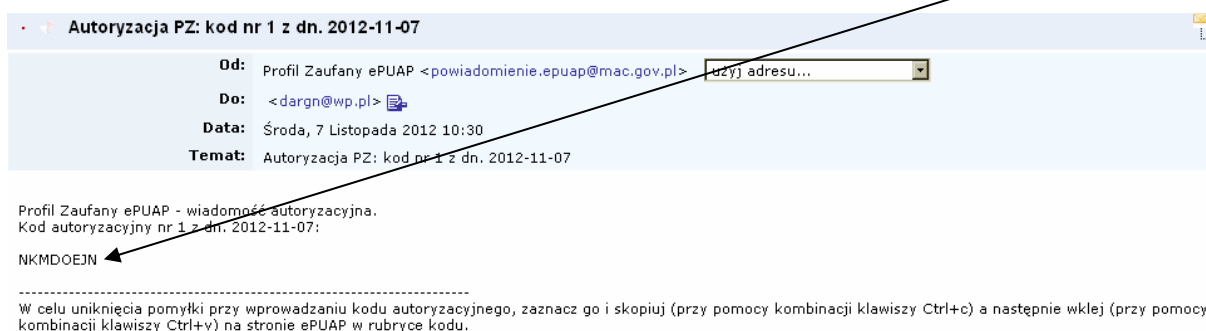 Autoryzacja PZ: kod nr 1 z dn. 2012-11-07
Od: Profil Zaufany ePUAP <powiadomienie.epuap@mac.gov.pl> użyj adresu...
Do: <dargn@wp.pl>
Data: Środa, 7 Listopada 2012 10:30
Temat: Autoryzacja PZ: kod nr 1 z dn. 2012-11-07
Profil Zaufany ePUAP - wiadomość autoryzacyjna.
Kod autoryzacyjny nr 1 z dn. 2012-11-07:
NKMDOEJN
-------------------------------------------------------------------------
W celu uniknięcia pomyłki przy wprowadzaniu kodu autoryzacyjnego, zaznacz go i skopiuj (przy pomocy kombinacji klawiszy Ctrl+c) a następnie wklej (przy pomocy
kombinacji klawiszy Ctrl+v) na stronie ePUAP w rubryce kodu.